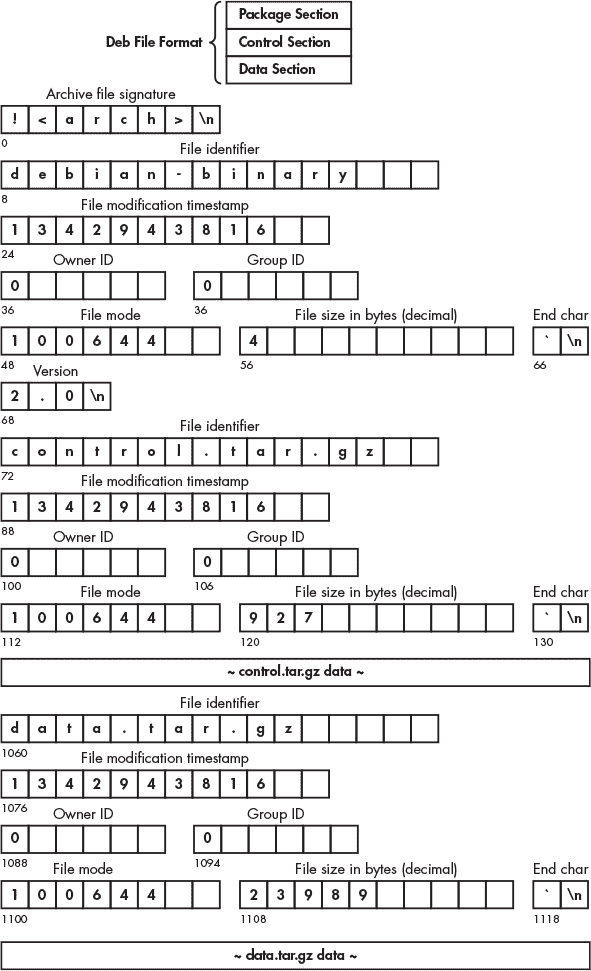 Package Section
Deb File Format
Control Section
Data Section
Archive file signature
! < a r c h > \n
0
File identifier
d e b i a n - b i n a r y
8
File modification timestamp
1 3 4 2 9 4 3 8 1 6
24
Owner ID Group ID
0 0
36 36
File mode File size in bytes (decimal) End char
1 0 0 6 4 4 4 ` \n
48 56 66
Version
2 . 0 \n
68
File identifier
c o n t r o l . t a r . g z
72
File modification timestamp
1 3 4 2 9 4 3 8 1 6
88
Owner ID Group ID
0 0
100 106
File mode File size in bytes (decimal) End char
1 0 0 6 4 4 9 2 7 ` \n
112 120 130
~ control.tar.gz data ~
File identifier
d a t a . t a r . g z
1060
File modification timestamp
1 3 4 2 9 4 3 8 1 6
1076
Owner ID Group ID
0 0
1088 1094
File mode File size in bytes (decimal) End char
1 0 0 6 4 4 2 3 9 8 9 ` \n
1100 1108 1118
~ data.tar.gz data ~